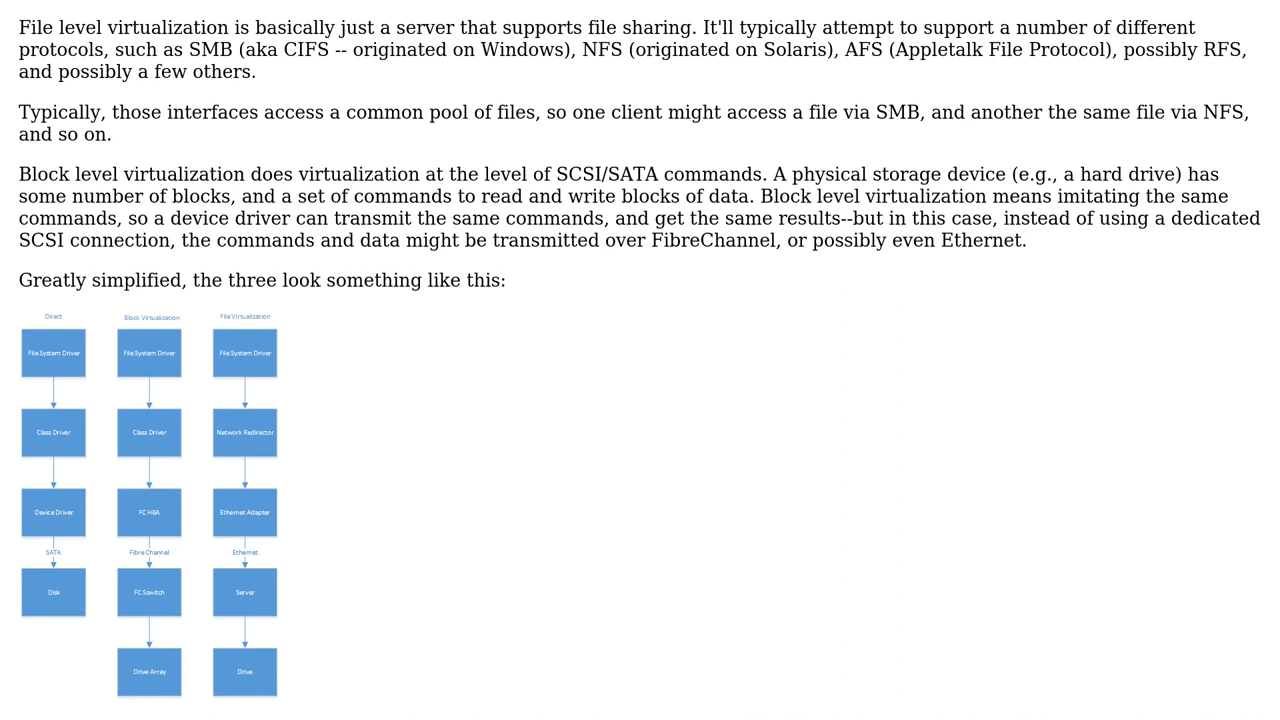 File level virtualization is basically just a server that supports file sharing. It'll typically attempt to support a number of different
protocols, such as SMB (aka CIFS -- originated on Windows), NFS (originated on Solaris), AFS (Appletalk File Protocol), possibly RFS,
and possibly a few others.
Typically, those interfaces access a common pool of files, so one client might access a file via SMB, and another the same file via NFS,
and so on.
Block level virtualization does virtualization at the level of SCSI/SATA commands. A physical storage device (e.g., a hard drive) has
some number of blocks, and a set of commands to read and write blocks of data. Block level virtualization means imitating the same
commands, so a device driver can transmit the same commands, and get the same results--but in this case, instead of using a dedicated
SCSI connection, the commands and data might be transmitted over FibreChannel, or possibly even Ethernet.
Greatly simplified, the three look something like this:
Direct
File System Driver
Class Driver
Device Driver
SATA
Disk
Block Virtualization
File System Driver
Class Driver
FC HBA
Fibre Channel
FC Sswitch
Drive Array
File Virtualization
File System Driver
Network Redirector
Ethernet Adapter
Ethernet
Server
Drive